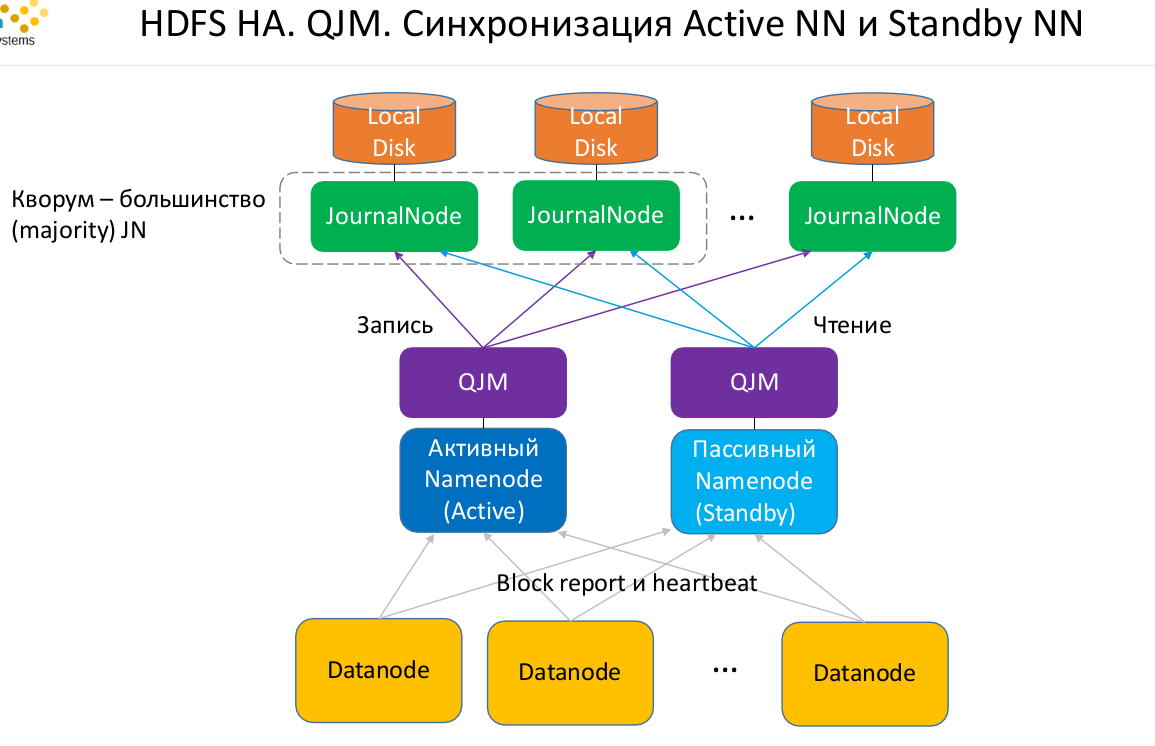 HDFS HA. QJM. Синхронизация Active NN и Standby NN
Local
Disk
Local
Disk
Local
Disk
Кворум – большинство
(majority) JN
JournalNode
JournalNode
...
JournalNode
Запись
Чтение
QJM
QJM
Активный
Namenode
(Active)
Пассивный
Namenode
(Standby)
Block report и heartbeat
Datanode
Datanode
...
Datanode